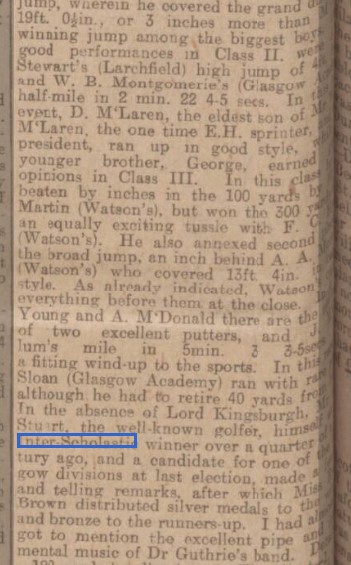 jump, wherein he covered the grand
19ft. 0½in., or 3 inches more than
winning jump among the biggest boys
good performances in Class II. were
Stewart's (Larchfield) high jump of
and W. B. Montgomerie's (Glasgow
half-mile in 2 min. 22 4-5 secs. In
event, D. M'Laren, the eldest son of
M'Laren, the one time E.H. sprinter,
president, ran up in good style,
younger brother, George, earned
opinions in Class III. In this class
beaten by inches in the 100 yards by
Martin (Watson's), but won the 300
an equally exciting tussle with F.
(Watson's). He also annexed second
the broad jump, an inch behind A. A.
(Watson's) who covered 13ft. 4in.
style. As already indicated, Watson
everything before them at the close.
Young and A. M'Donald there are the
of two excellent putters, and J.
lum's mile in 5min. 3 3-5sec
a fitting wind-up to the sports. In this
Sloan (Glasgow Academy) ran with
although he had to retire 40 yards from
In the absence of Lord Kingsburgh,
Stuart, the well-known golfer, himse
Inter-Scholastic winner over a quarter
tury ago, and a candidate for one of
gow divisions at last election, made
and telling remarks, after which Miss
Brown distributed silver medals to the
and bronze to the runners-up. I had
got to mention the excellent pipe and
mental music of Dr Guthrie's band.